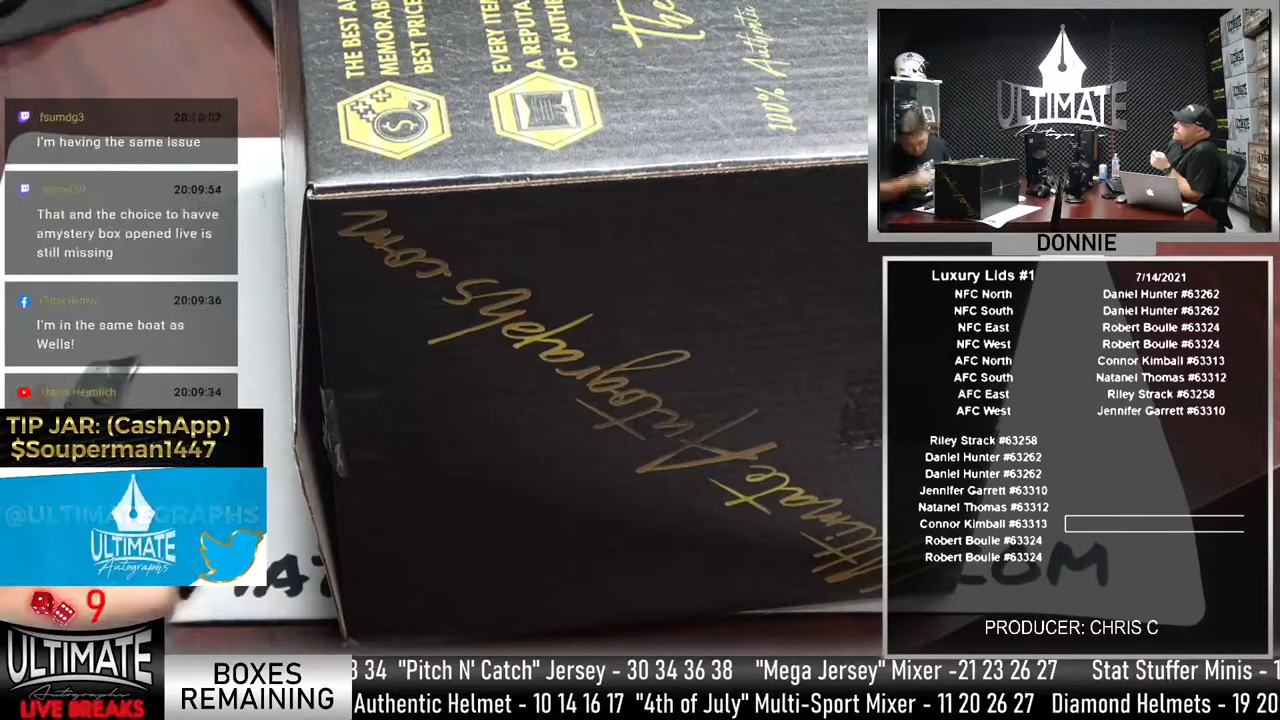 fsumdg3
I'm having the same issue
20:09:54
That and the choice to havve
amystery box opened live is
still missing
20:09:36
I'm in the same boat as
Wells!
Heimlich 20:09:34
TIP JAR: (CashApp)
$Souperman1447
@ULTIMATEGRAPHS
ULTIMATE
Autographs
9
ULTIMATE
Autographs
LIVE BREAKS
BOXES
REMAINING
THE BEST
BEST PRICE
EVERY ITE
A REPUTA
OF AUTHE
The
100% Authentic
Autographs.com
ULTIMATE
DONNIE
Luxury Lids #1 7/14/2021
NFC North Daniel Hunter #63262
NFC South Daniel Hunter #63262
NFC East Robert Boulle #63324
NFC West Robert Boulle #63324
AFC North Connor Kimball #63313
AFC South Natanel Thomas #63312
AFC East Riley Strack #63258
AFC West Jennifer Garrett #63310
Riley Strack #63258
Daniel Hunter #63262
Daniel Hunter #63262
Jennifer Garrett #63310
Natanel Thomas #63312
Connor Kimball #63313
Robert Boulle #63324
Robert Boulle #63324
COM
PRODUCER: CHRIS C
34 "Pitch N' Catch" Jersey - 30 34 36 38 "Mega Jersey" Mixer -21 23 26 27 Stat Stuffer Minis -
Authentic Helmet - 10 14 16 17 "4th of July" Multi-Sport Mixer - 11 20 26 27 Diamond Helmets - 19 20